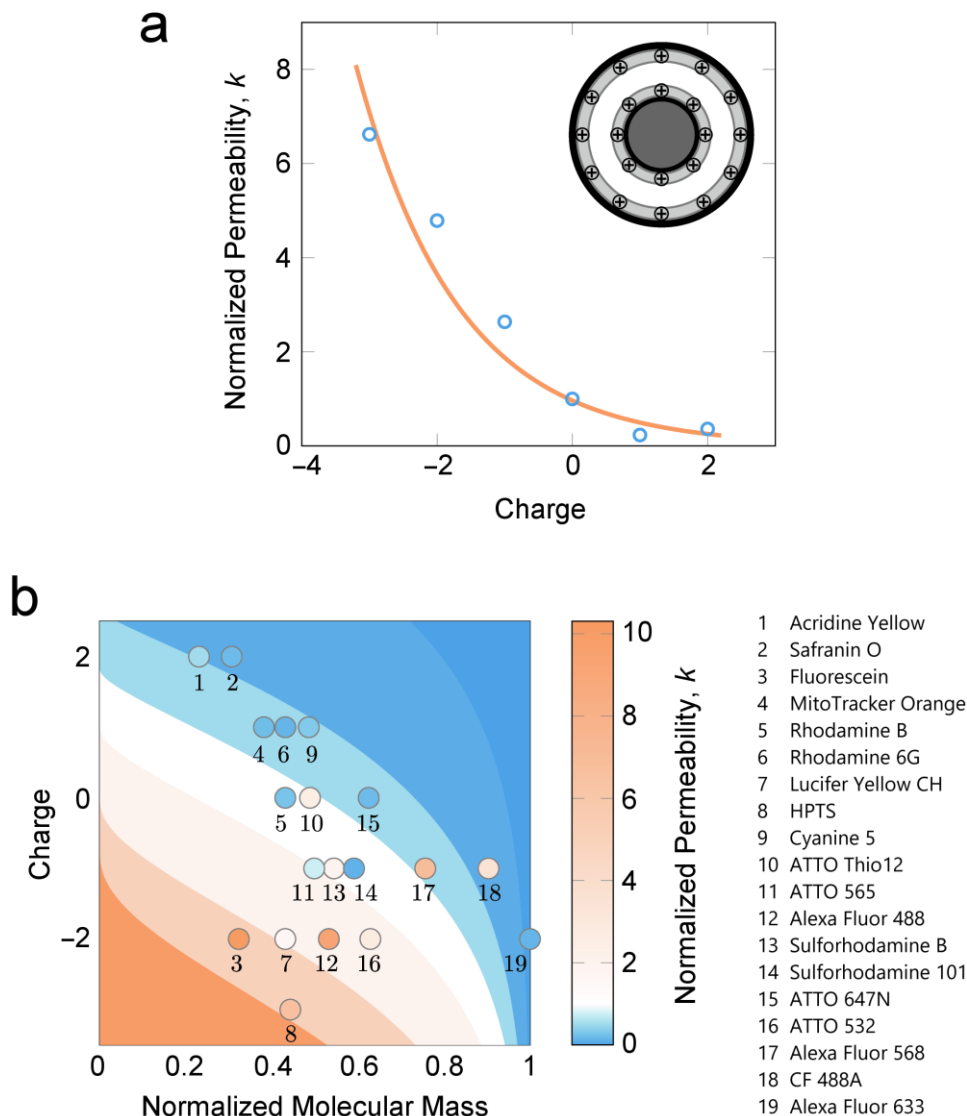 a
Normalized Permeability, k
8
6
4
2
0
−4
−2
0
2
Charge
+ + + + + + + + + + + +
+ + + + + + + +
b
Charge
2
0
−2
0
0.2
0.4
0.6
0.8
1
Normalized Molecular Mass
1
2
4
6
9
5
10
15
11
13
14
17
18
3
7
12
16
19
8
10
8
6
4
2
0
Normalized Permeability, k
1 Acridine Yellow
2 Safranin O
3 Fluorescein
4 MitoTracker Orange
5 Rhodamine B
6 Rhodamine 6G
7 Lucifer Yellow CH
8 HPTS
9 Cyanine 5
10 ATTO Thio12
11 ATTO 565
12 Alexa Fluor 488
13 Sulforhodamine B
14 Sulforhodamine 101
15 ATTO 647N
16 ATTO 532
17 Alexa Fluor 568
18 CF 488A
19 Alexa Fluor 633